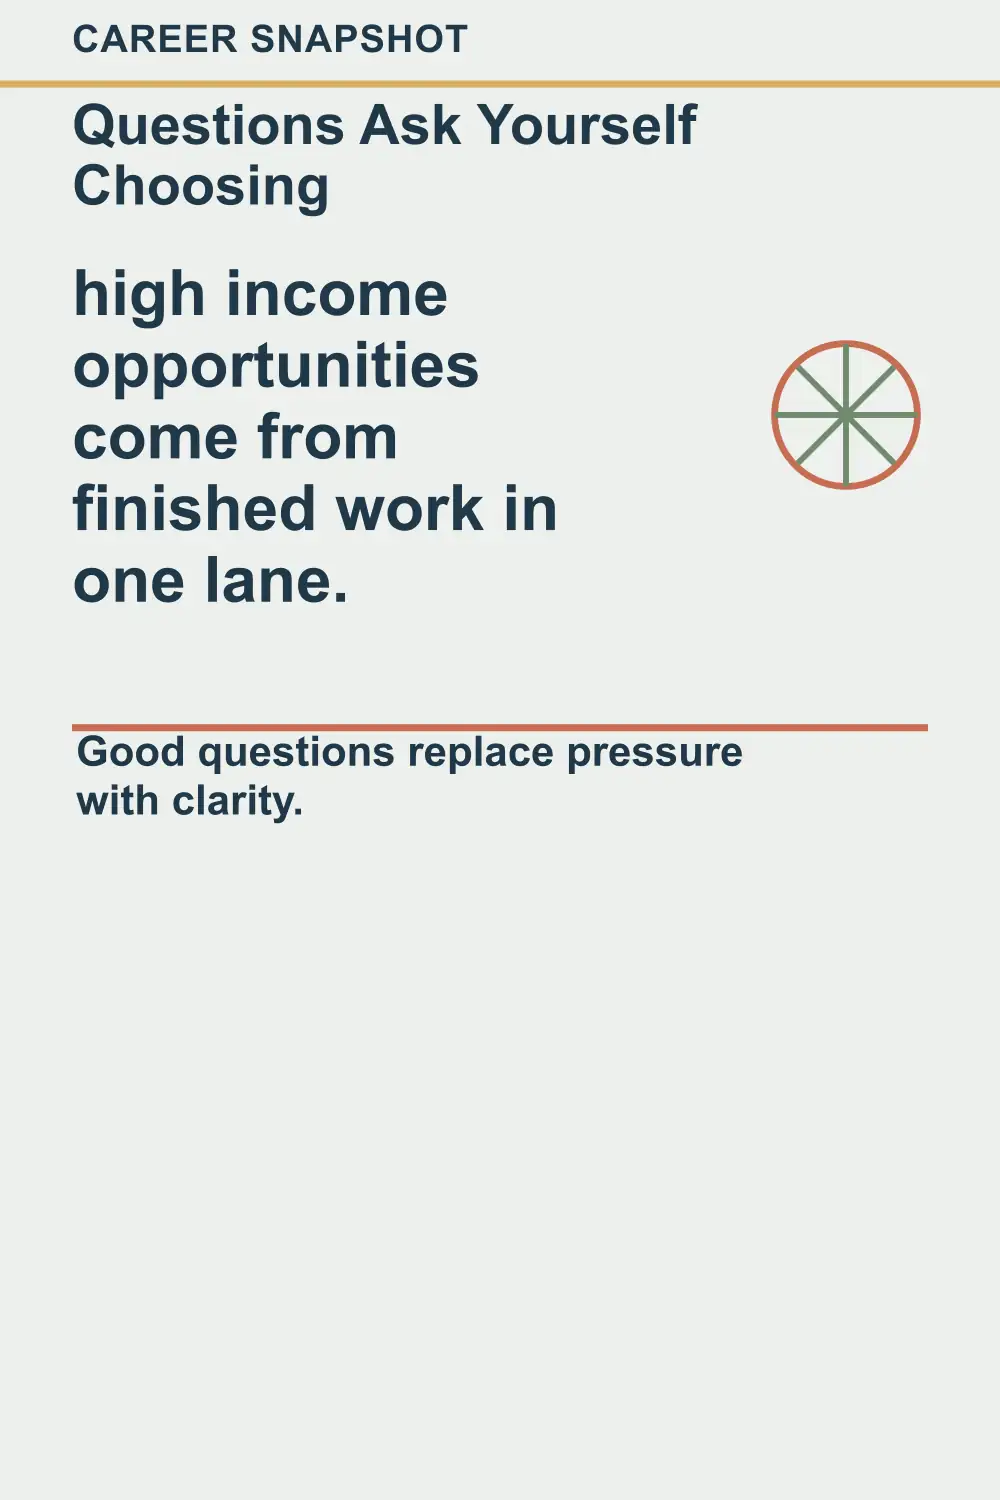 CAREER SNAPSHOT
Questions Ask Yourself
Choosing
high income
opportunities
come from
finished work in
one lane.
Good questions replace pressure
with clarity.